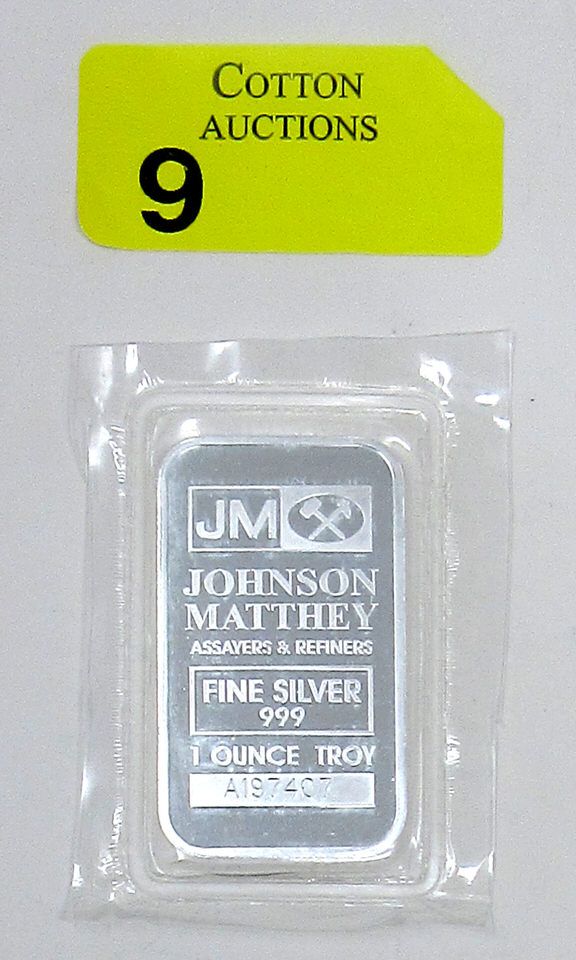 COTTON
AUCTIONS
9
JM
JOHNSON
MATTHEY
ASSAYERS & REFINERS
FINE SILVER
999
1 OUNCE TROY
A197407